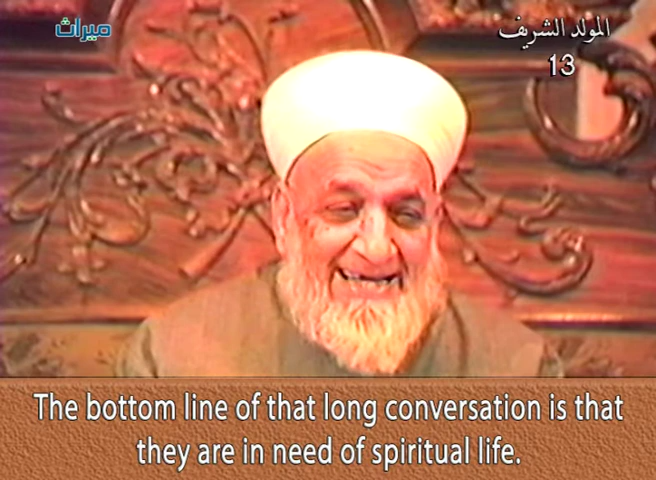 ميراث
المولد الشريف
13
The bottom line of that long conversation is that
they are in need of spiritual life.